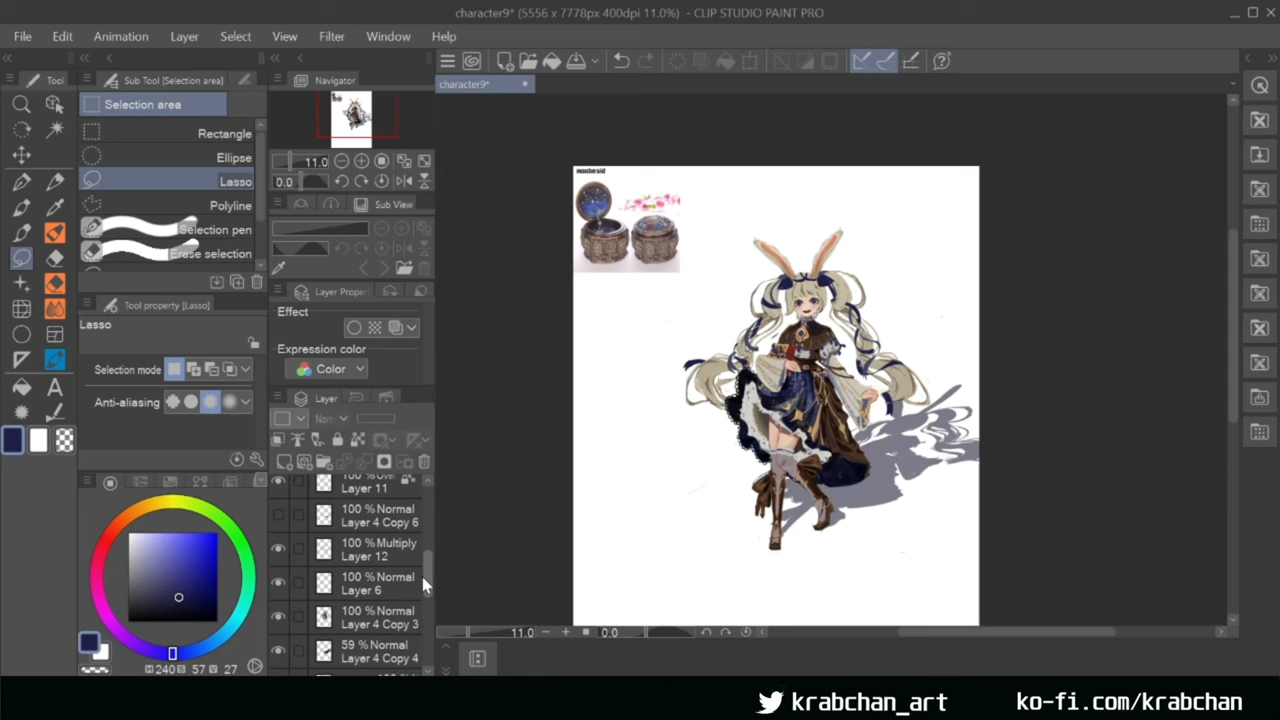 character9* (5556 x 7778px 400dpi 11.0%) - CLIP STUDIO PAINT PRO
File Edit Animation Layer Select View Filter Window Help
Tool
Sub Tool [Selection area]
Navigator
character9*
Selection area
Rectangle
Ellipse
Lasso
Polyline
Selection pen
Erase selection
11.0
0.0
Sub View
Tool property [Lasso]
Lasso
Selection mode
Anti-aliasing
Layer Prope
Effect
Expression color
Color
Layer
Nor
Layer 11
100 % Normal
Layer 4 Copy 6
100 % Multiply
Layer 12
100 % Normal
Layer 6
100 % Normal
Layer 4 Copy 3
59 % Normal
Layer 4 Copy 4
H 240 S 57 V 27
11.0
0.0
krabchan_art
ko-fi.com/krabchan